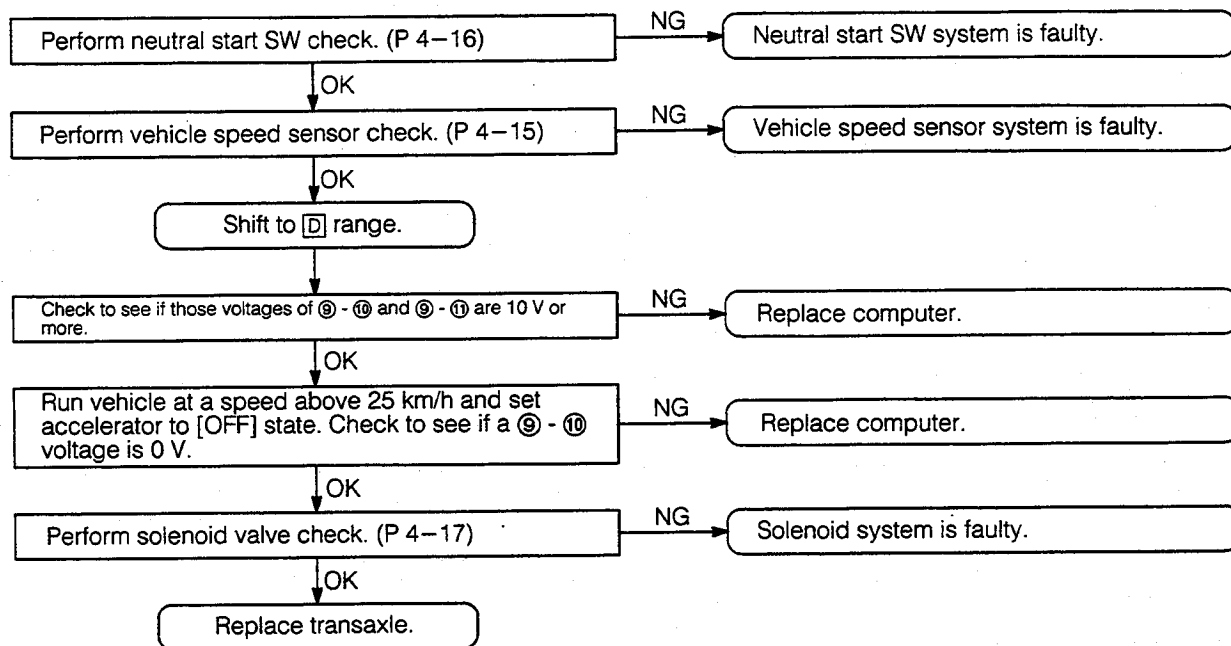 Perform neutral start SW check. (P 4–16)
NG
Neutral start SW system is faulty.
OK
Perform vehicle speed sensor check. (P 4–15)
NG
Vehicle speed sensor system is faulty.
OK
Shift to D range.
Check to see if those voltages of ⑨ - ⑩ and ⑨ - ⑪ are 10 V or
more.
NG
Replace computer.
OK
Run vehicle at a speed above 25 km/h and set
accelerator to [OFF] state. Check to see if a ⑨ - ⑩
voltage is 0 V.
NG
Replace computer.
OK
Perform solenoid valve check. (P 4–17)
NG
Solenoid system is faulty.
OK
Replace transaxle.